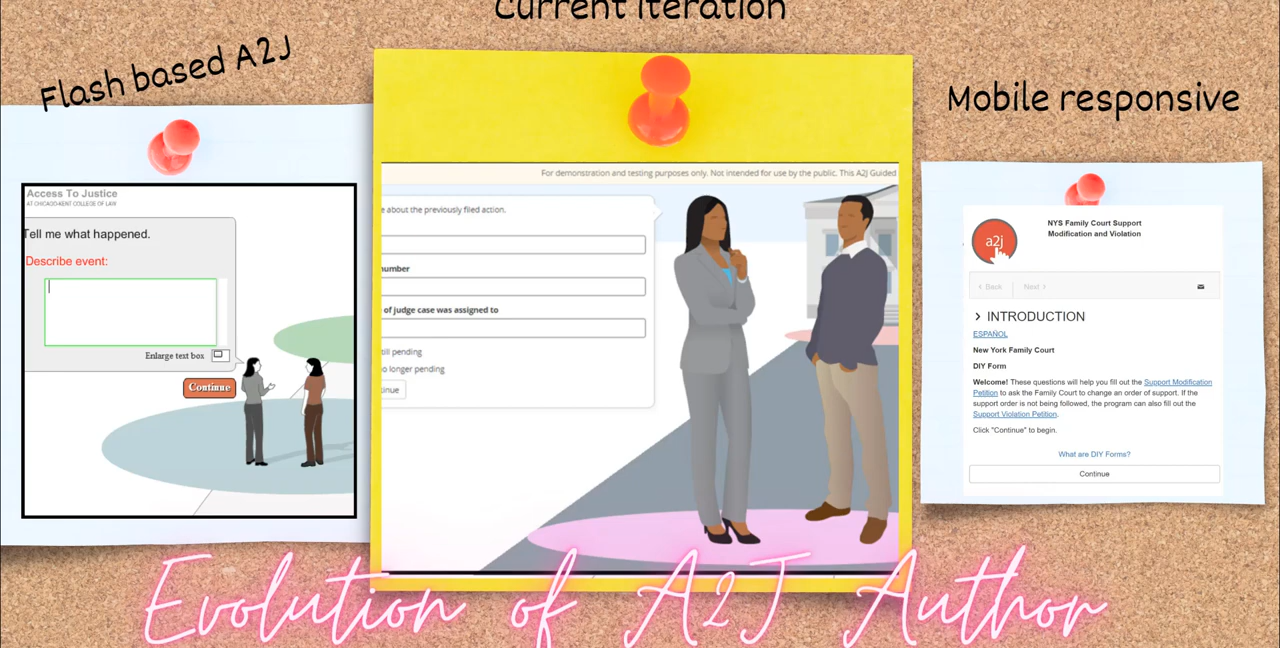 Current iteration
Flash based A2J
Mobile responsive
Access To Justice
AT CHICAGO-KENT COLLEGE OF LAW
Tell me what happened.
Describe event:
Enlarge text box
Continue
For demonstration and testing purposes only. Not intended for use by the public. This A2J Guided
e about the previously filed action.
number
of judge case was assigned to
till pending
o longer pending
tinue
a2j
NYS Family Court Support
Modification and Violation
Back Next
INTRODUCTION
ESPAÑOL
New York Family Court
DIY Form
Welcome! These questions will help you fill out the Support Modification
Petition to ask the Family Court to change an order of support. If the
support order is not being followed, the program can also fill out the
Support Violation Petition.
Click "Continue" to begin.
What are DIY Forms?
Continue
Evolution of A2J Author